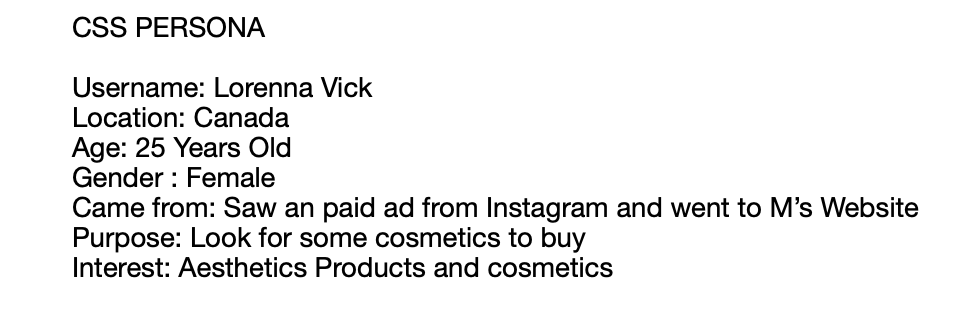 CSS PERSONA
Username: Lorenna Vick
Location: Canada
Age: 25 Years Old
Gender : Female
Came from: Saw an paid ad from Instagram and went to M’s Website
Purpose: Look for some cosmetics to buy
Interest: Aesthetics Products and cosmetics